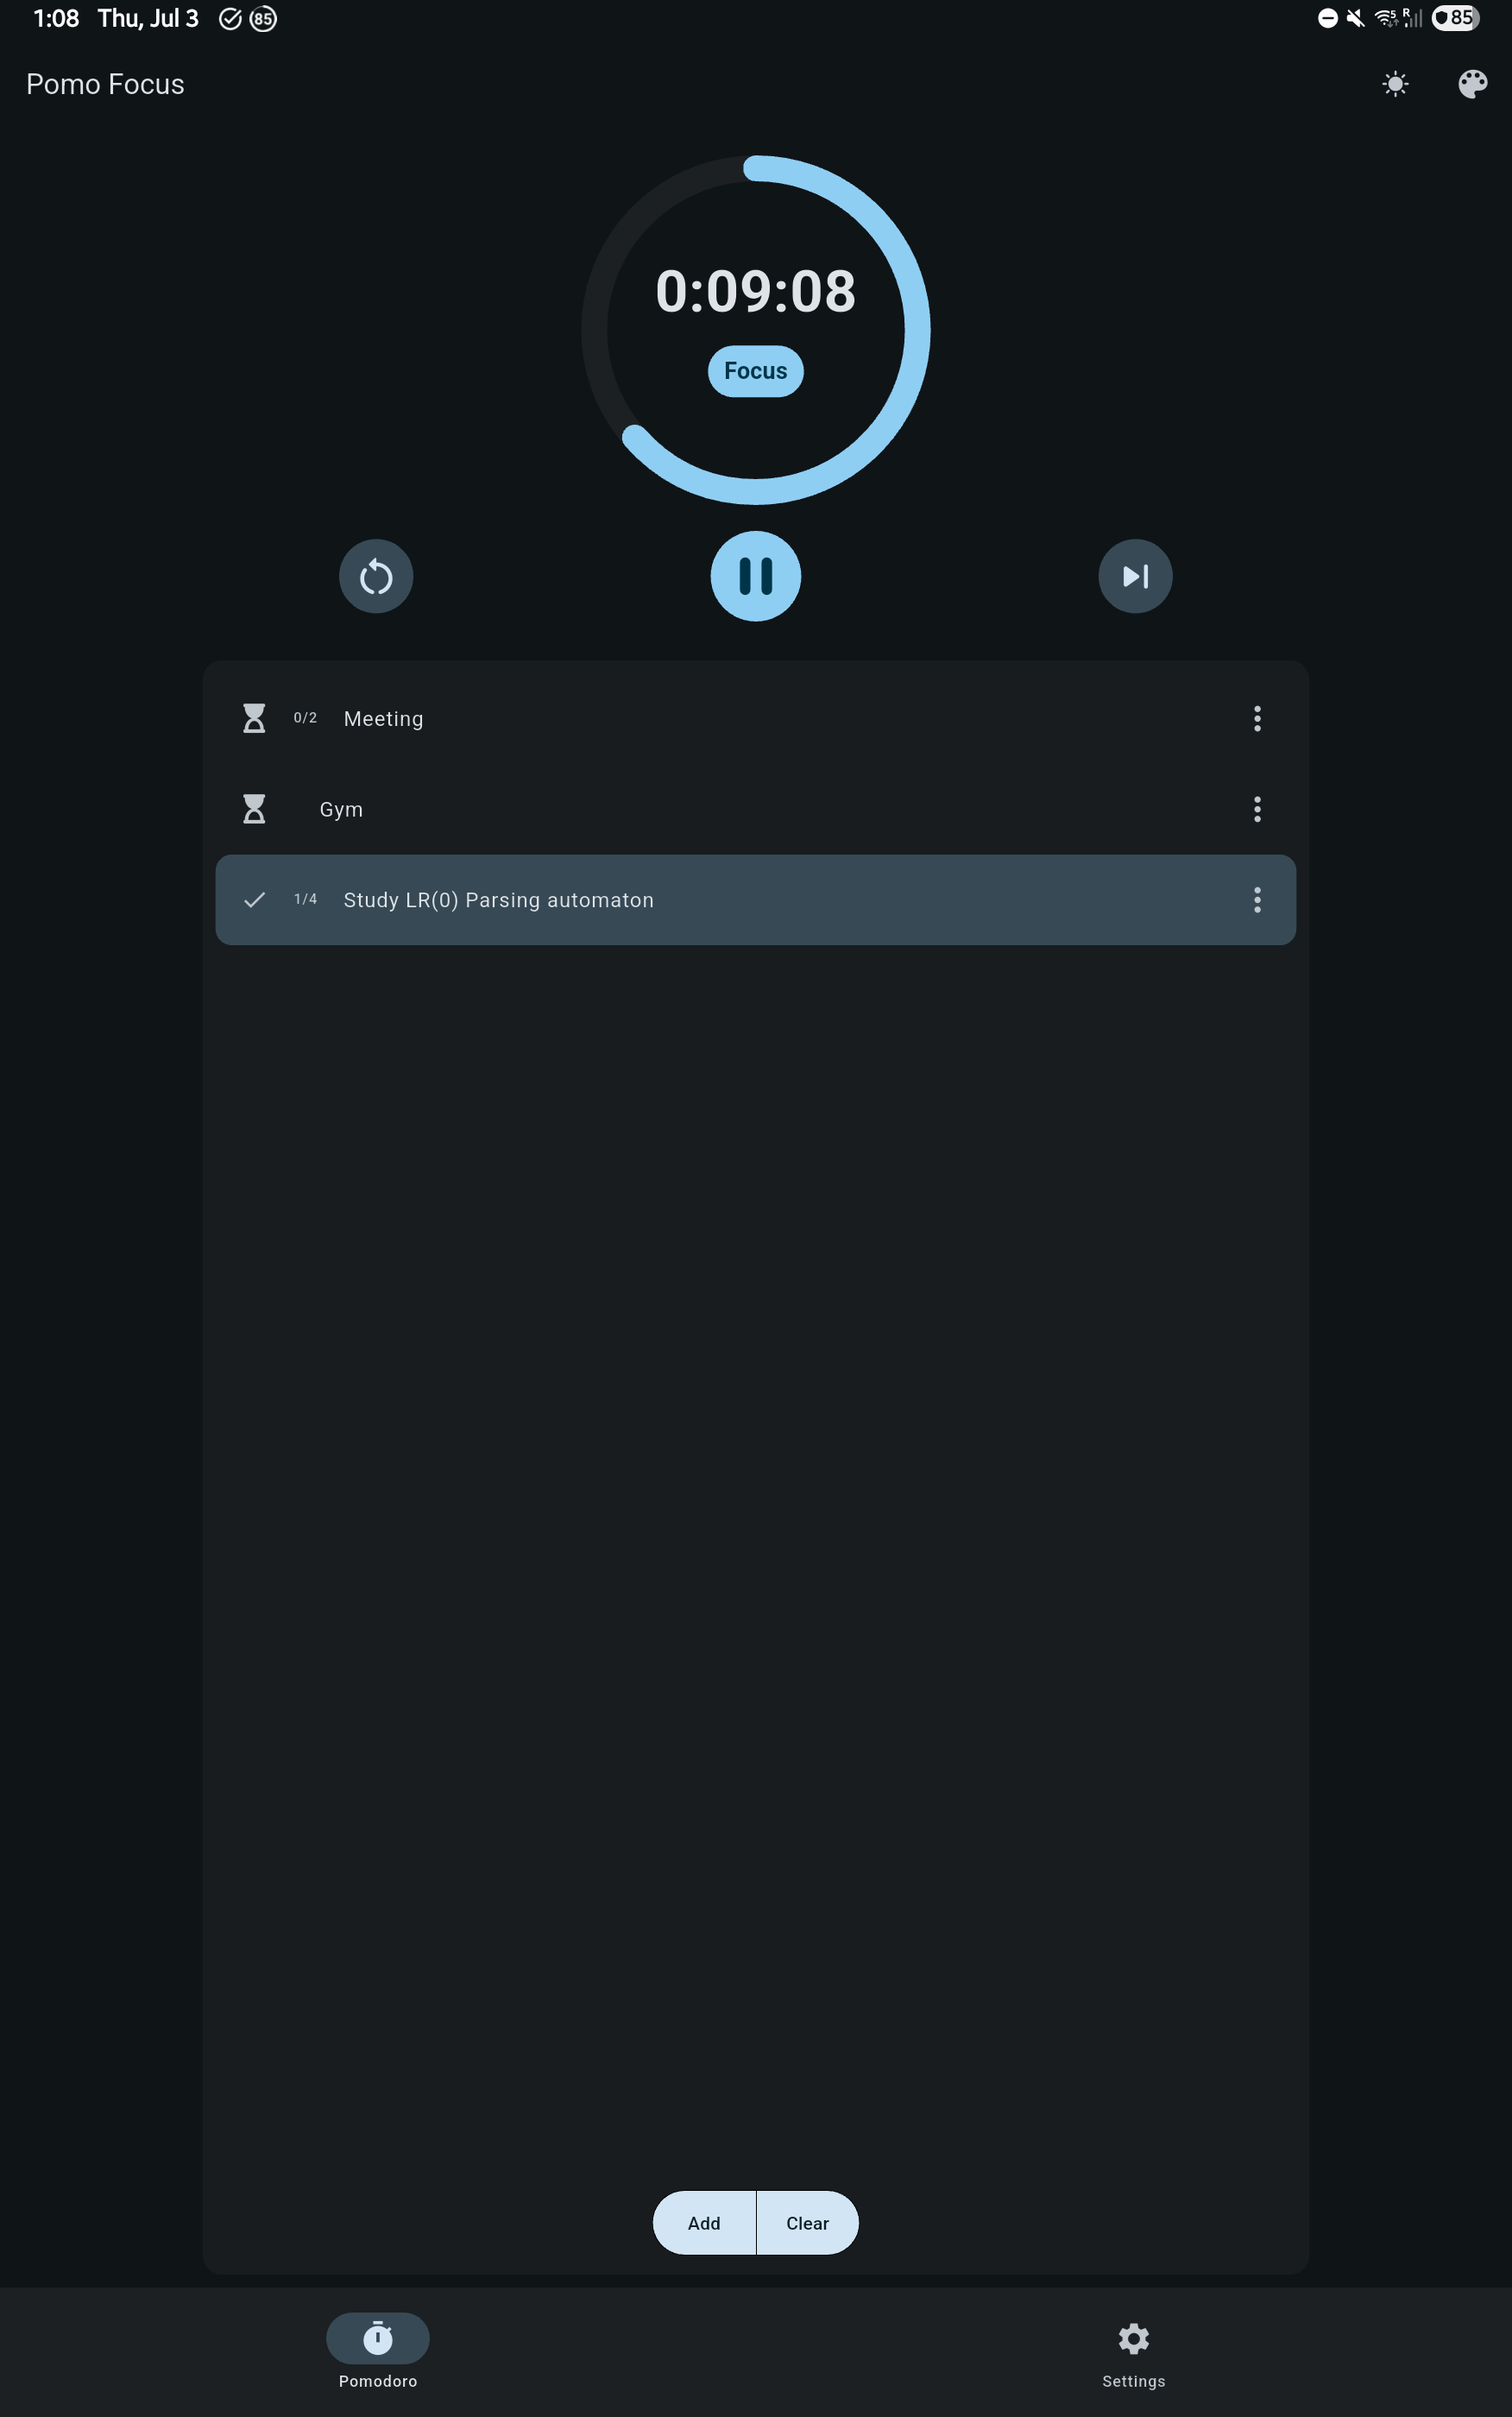 1:08 Thu, Jul 3 85 5 R 85
Pomo Focus
0:09:08
Focus
0/2 Meeting
Gym
1/4 Study LR(0) Parsing automaton
Add Clear
Pomodoro Settings